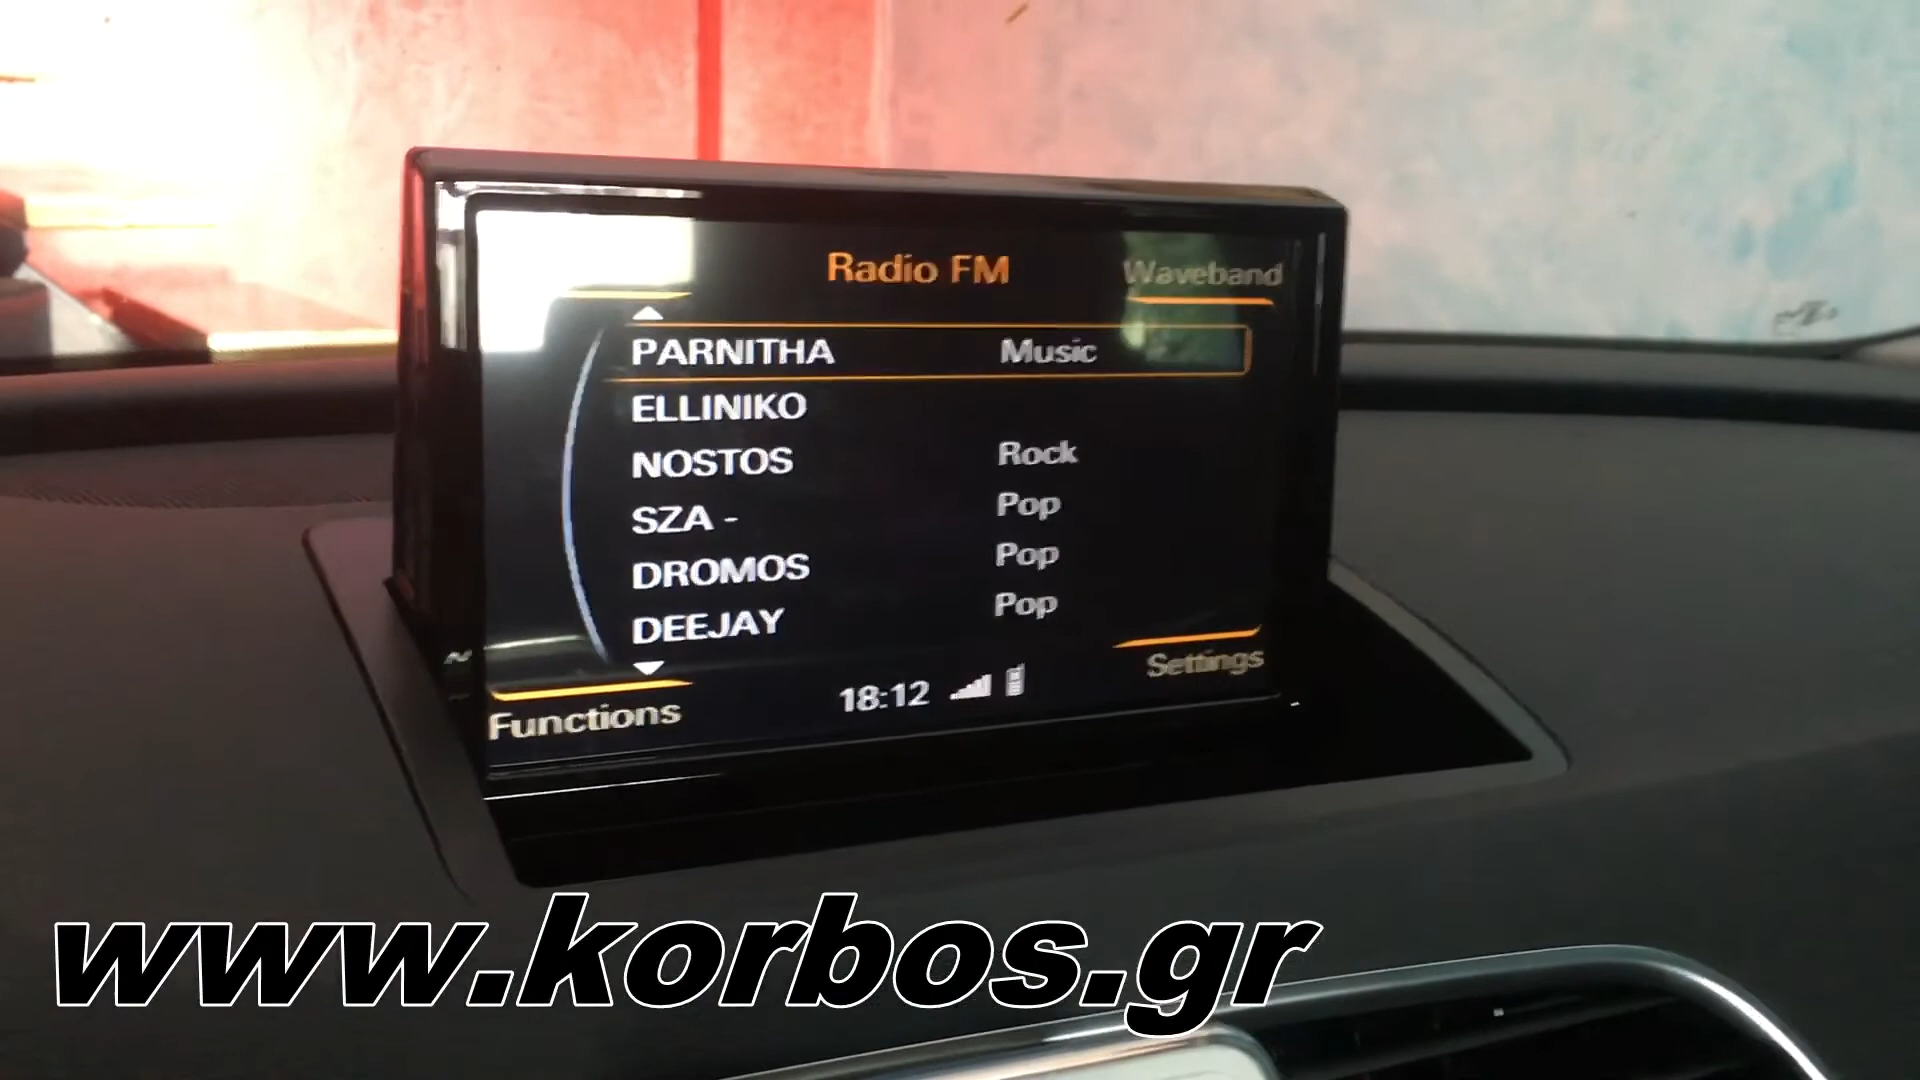 Radio FM
Waveband
PARNITHA Music
ELLINIKO
NOSTOS Rock
SZA - Pop
DROMOS Pop
DEEJAY Pop
Settings
18:12
Functions
www.korbos.gr